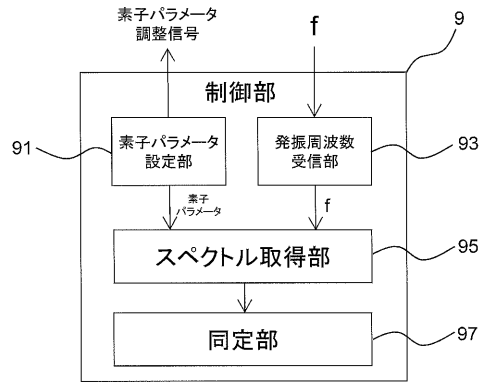 素子パラメータ
調整信号
f
9
制御部
91
素子パラメータ
設定部
発振周波数
受信部
93
素子
パラメータ
f
スペクトル取得部
95
同定部
97